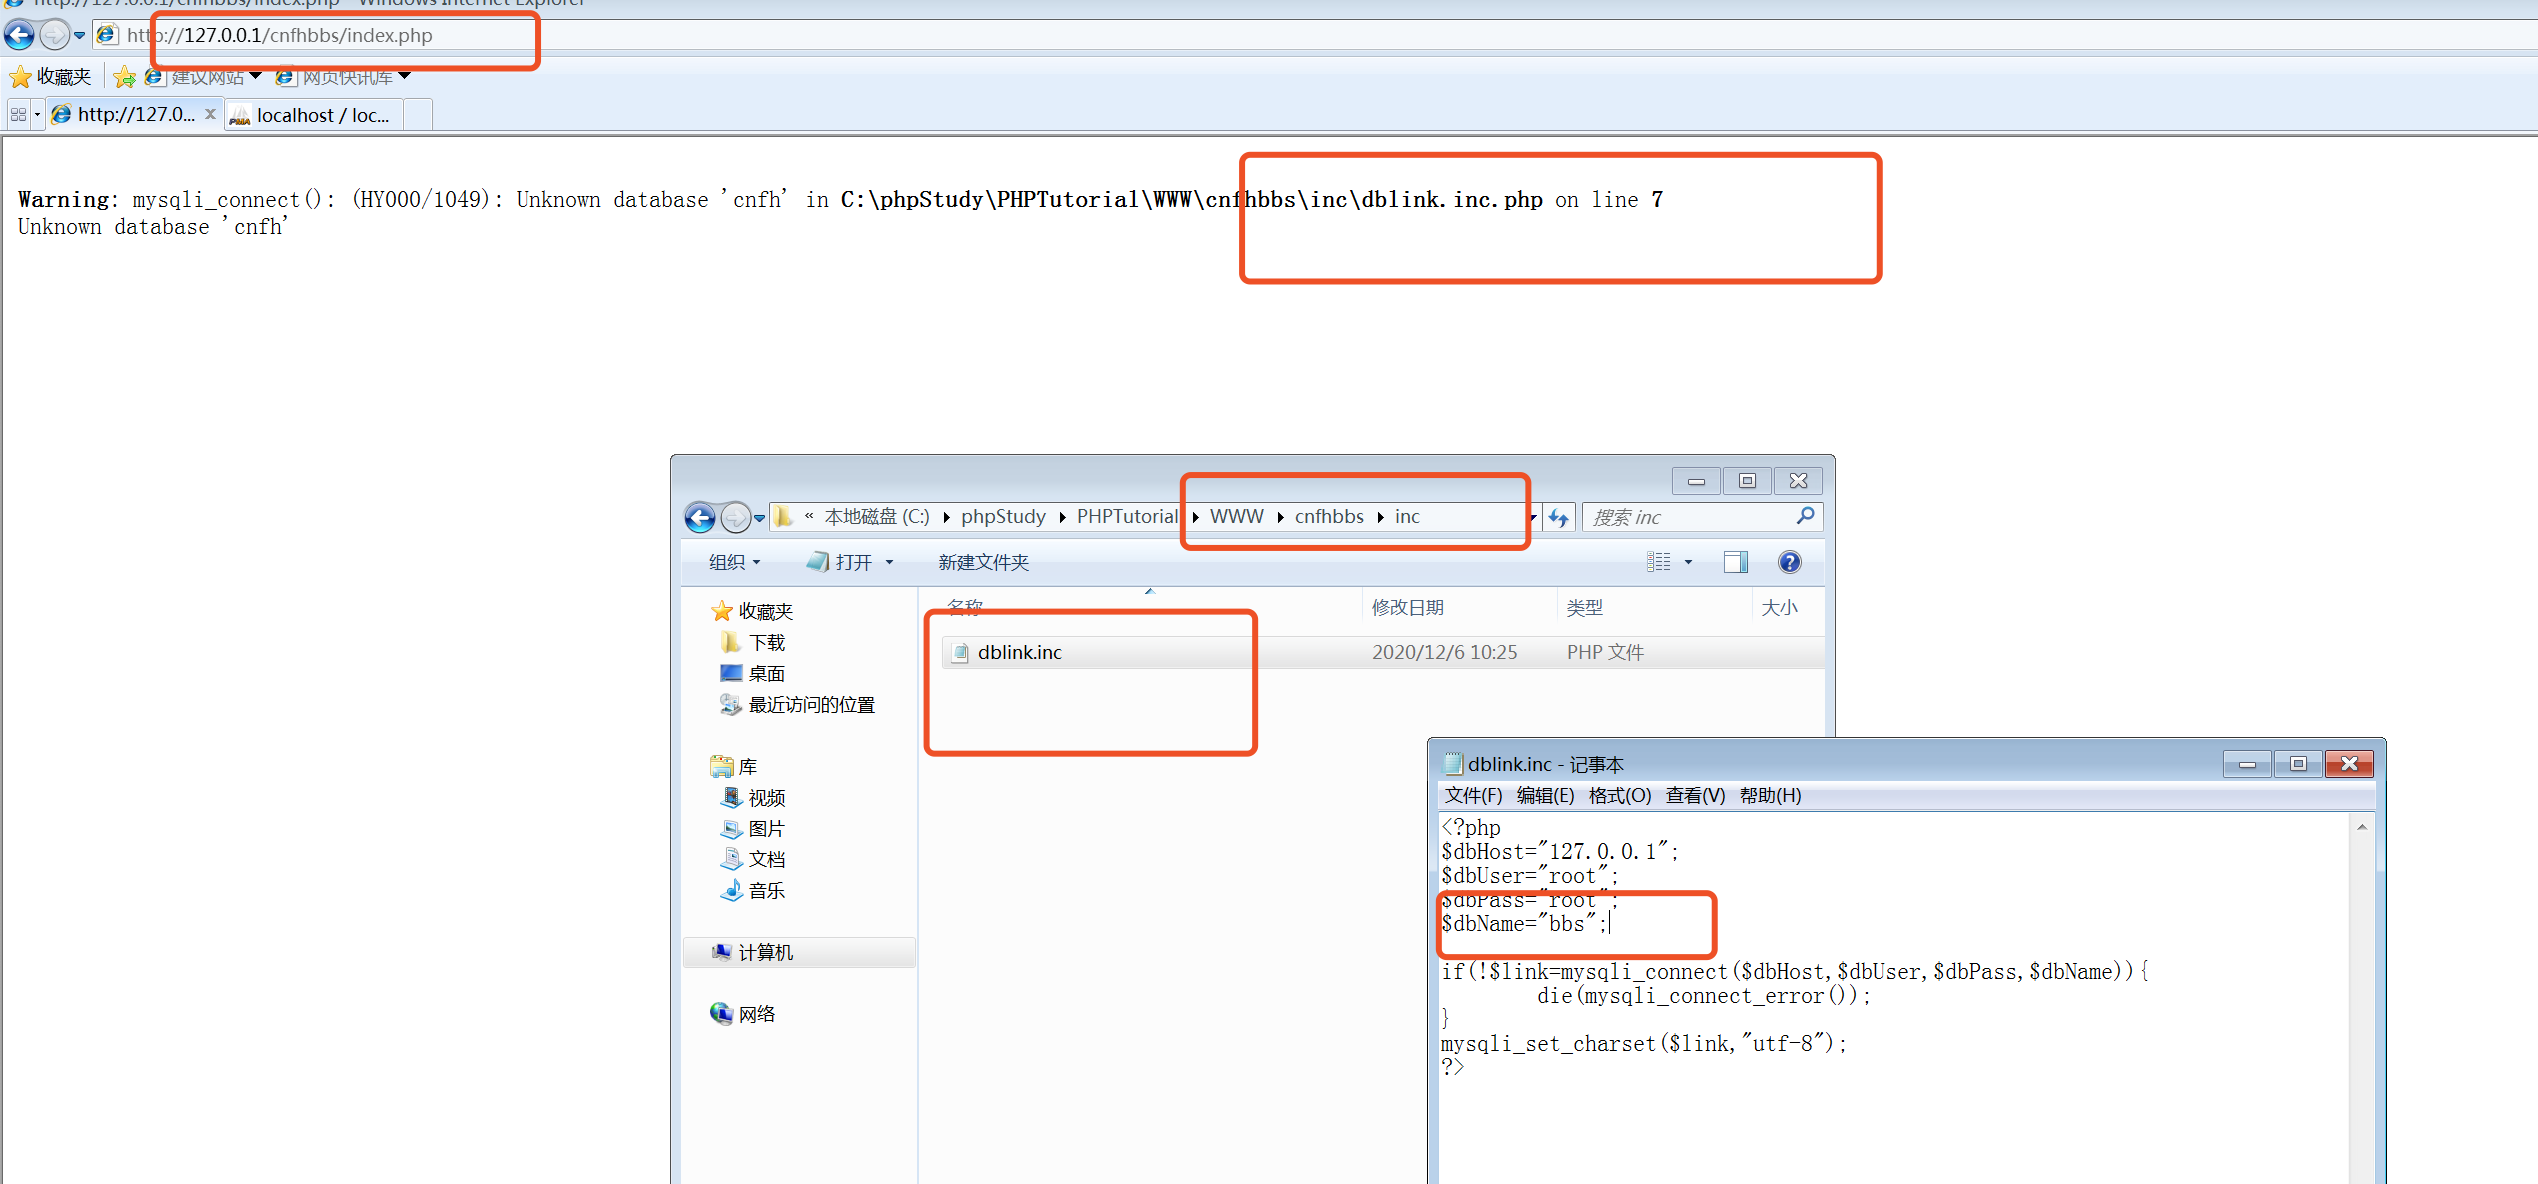 http://127.0.0.1/cnfhbbs/index.php - Windows Internet Explorer
http://127.0.0.1/cnfhbbs/index.php
收藏夹 建议网站 网页快讯库
http://127.0... localhost / loc...
Warning: mysqli_connect(): (HY000/1049): Unknown database 'cnfh' in C:\phpStudy\PHPTutorial\WWW\cnfhbbs\inc\dblink.inc.php on line 7
Unknown database 'cnfh'
« 本地磁盘 (C:) phpStudy PHPTutorial WWW cnfhbbs inc 搜索 inc
组织 打开 新建文件夹
收藏夹
下载
桌面
最近访问的位置
库
视频
图片
文档
音乐
计算机
网络
名称 修改日期 类型 大小
dblink.inc 2020/12/6 10:25 PHP 文件
dblink.inc - 记事本
文件(F) 编辑(E) 格式(O) 查看(V) 帮助(H)
<?php
$dbHost="127.0.0.1";
$dbUser="root";
$dbPass="root";
$dbName="bbs";
if(!$link=mysqli_connect($dbHost,$dbUser,$dbPass,$dbName)){
die(mysqli_connect_error());
}
mysqli_set_charset($link,"utf-8");
?>